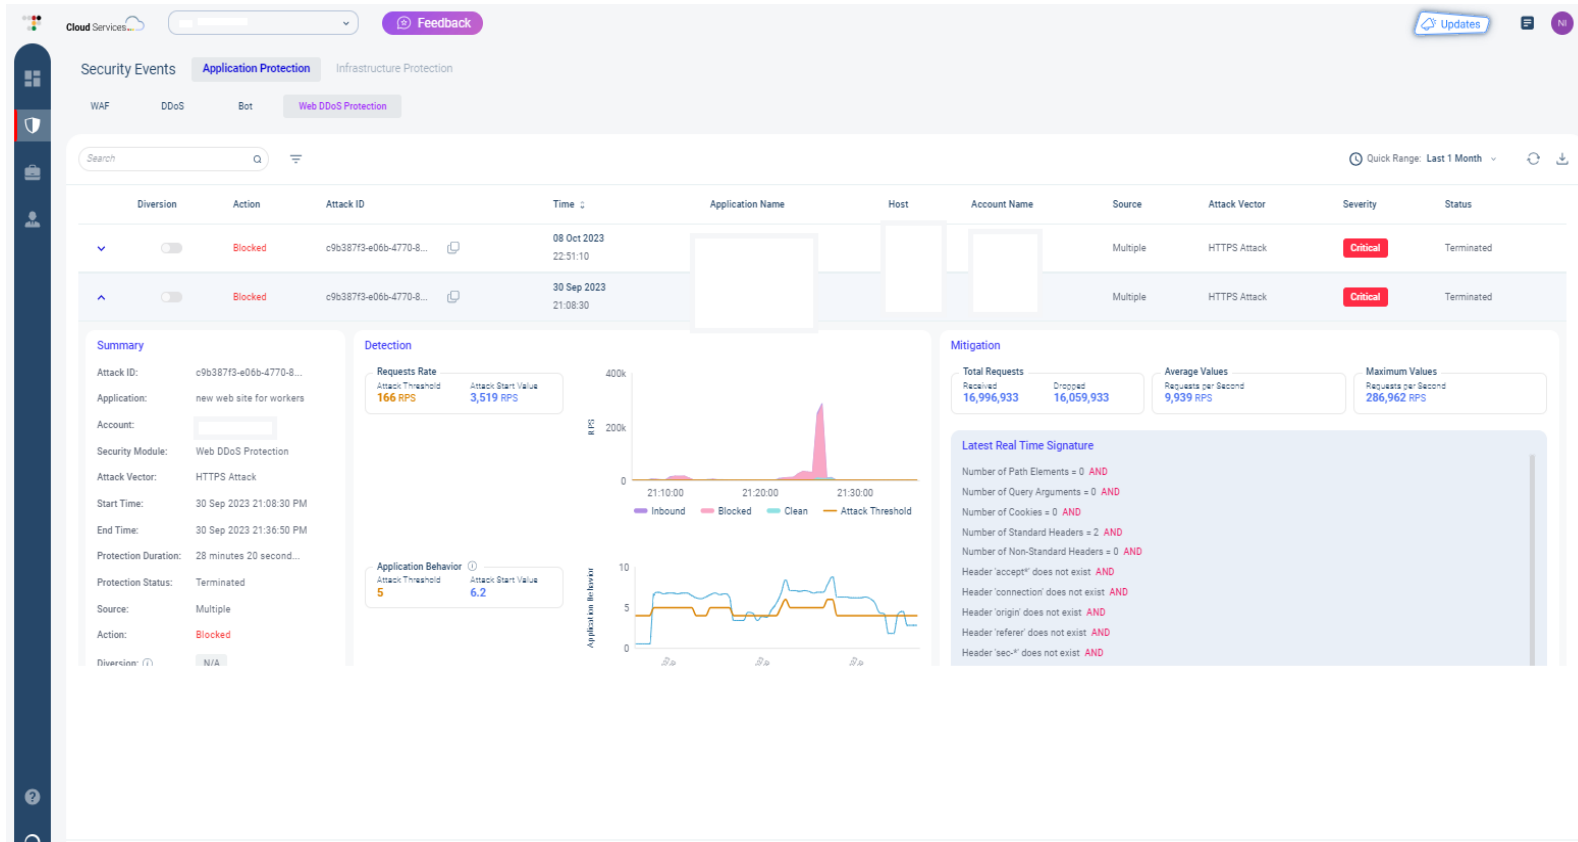 Cloud Services
Feedback
Updates
NI
Security Events Application Protection Infrastructure Protection
WAF DDoS Bot Web DDoS Protection
Search
Quick Range: Last 1 Month
Diversion Action Attack ID Time Application Name Host Account Name Source Attack Vector Severity Status
Blocked c9b387f3-e06b-4770-8... 08 Oct 2023 Multiple HTTPS Attack Critical Terminated
22:51:10
Blocked c9b387f3-e06b-4770-8... 30 Sep 2023 Multiple HTTPS Attack Critical Terminated
21:08:30
Summary
Attack ID: c9b387f3-e06b-4770-8...
Application: new web site for workers
Account:
Security Module: Web DDoS Protection
Attack Vector: HTTPS Attack
Start Time: 30 Sep 2023 21:08:30 PM
End Time: 30 Sep 2023 21:36:50 PM
Protection Duration: 28 minutes 20 second...
Protection Status: Terminated
Source: Multiple
Action: Blocked
Diversion: N/A
Detection
Requests Rate
Attack Threshold Attack Start Value
166 RPS 3,519 RPS
400k
200k
0
RPS
21:10:00 21:20:00 21:30:00
Inbound Blocked Clean Attack Threshold
Application Behavior
Attack Threshold Attack Start Value
5 6.2
10
5
0
Application Behavior
Mitigation
Total Requests
Received Dropped
16,996,933 16,059,933
Average Values
Requests per Second
9,939 RPS
Maximum Values
Requests per Second
286,962 RPS
Latest Real Time Signature
Number of Path Elements = 0 AND
Number of Query Arguments = 0 AND
Number of Cookies = 0 AND
Number of Standard Headers = 2 AND
Number of Non-Standard Headers = 0 AND
Header 'accept*' does not exist AND
Header 'connection' does not exist AND
Header 'origin' does not exist AND
Header 'referer' does not exist AND
Header 'sec-*' does not exist AND